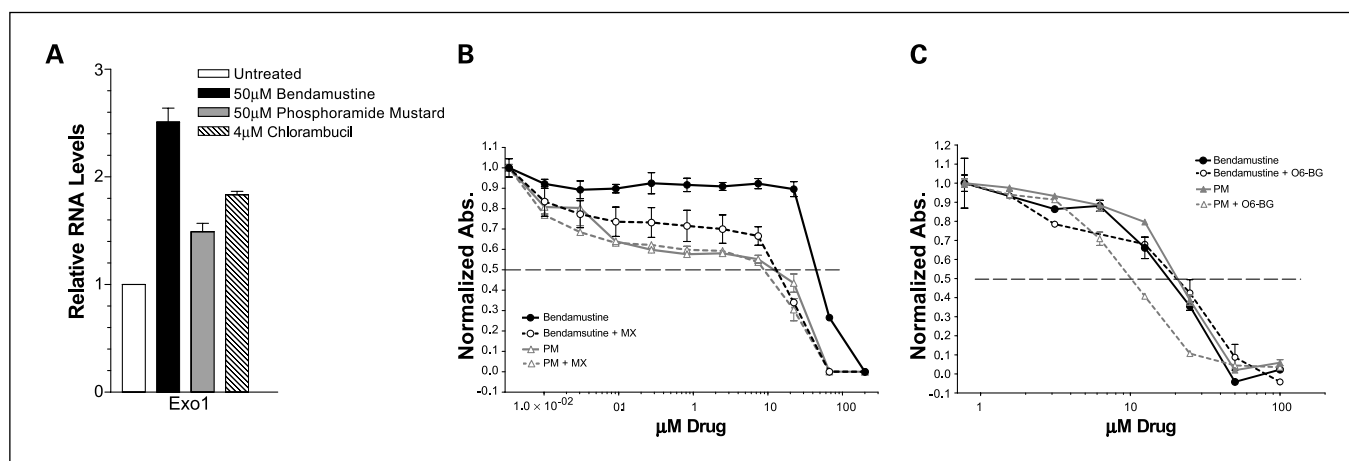 A
Relative RNA Levels
3
2
1
0
Untreated
50μM Bendamustine
50μM Phosphoramide Mustard
4μM Chlorambucil
Exo1
B
Normalized Abs.
1.1
1.0
0.9
0.8
0.7
0.6
0.5
0.4
0.3
0.2
0.1
0.0
-0.1
Bendamustine
Bendamsutine + MX
PM
PM + MX
1.0 × 10-02
01
1
10
100
μM Drug
C
Normalized Abs.
1.2
1.0
0.9
0.8
0.7
0.6
0.5
0.4
0.3
0.2
0.1
0.0
-0.1
Bendamustine
Bendamustine + O6-BG
PM
PM + O6-BG
1
10
100
μM Drug